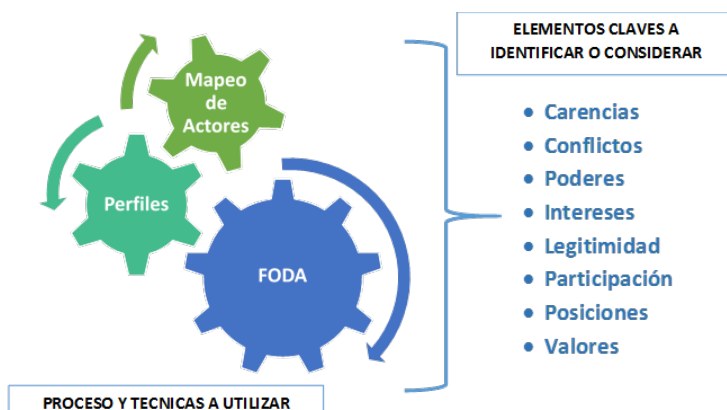 ELEMENTOS CLAVES A
IDENTIFICAR O CONSIDERAR
Mapeo
de
Actores
Perfiles
FODA
• Carencias
• Conflictos
• Poderes
• Intereses
• Legitimidad
• Participación
• Posiciones
• Valores
PROCESO Y TECNICAS A UTILIZAR